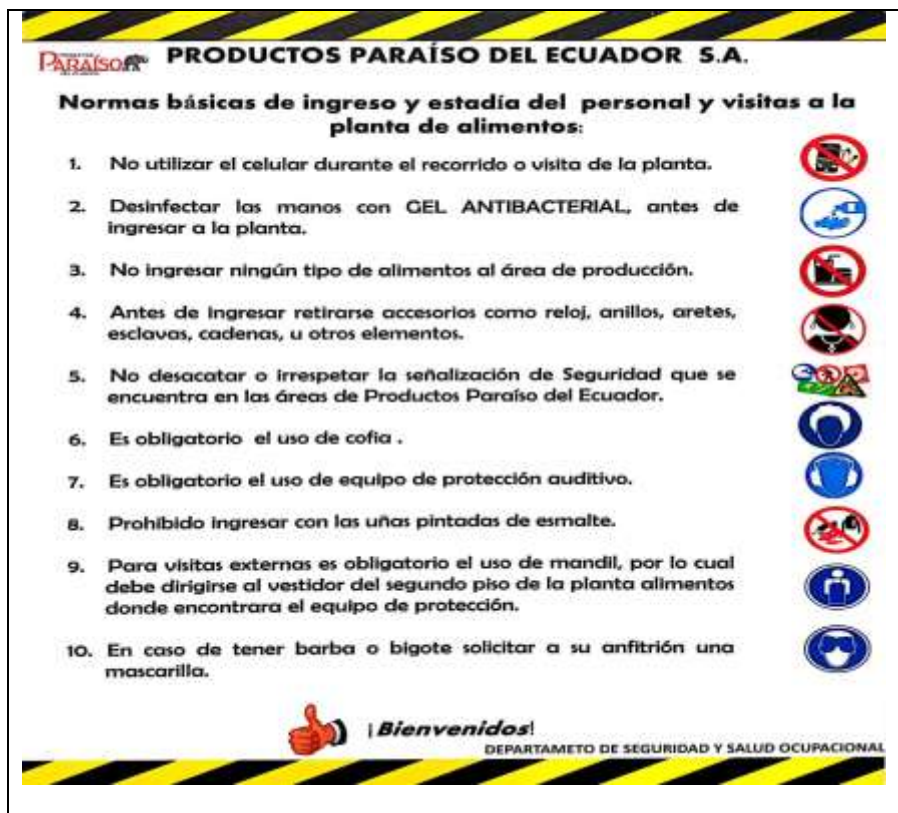 PRODUCTOS
PARAÍSO
DEL ECUADOR
PRODUCTOS PARAÍSO DEL ECUADOR S.A.
Normas básicas de ingreso y estadía del personal y visitas a la
planta de alimentos:
1. No utilizar el celular durante el recorrido o visita de la planta.
2. Desinfectar las manos con GEL ANTIBACTERIAL, antes de
ingresar a la planta.
3. No ingresar ningún tipo de alimentos al área de producción.
4. Antes de ingresar retirarse accesorios como reloj, anillos, aretes,
esclavas, cadenas, u otros elementos.
5. No desacatar o irrespetar la señalización de Seguridad que se
encuentra en las áreas de Productos Paraíso del Ecuador.
6. Es obligatorio el uso de cofia .
7. Es obligatorio el uso de equipo de protección auditivo.
8. Prohibido ingresar con las uñas pintadas de esmalte.
9. Para visitas externas es obligatorio el uso de mandil, por lo cual
debe dirigirse al vestidor del segundo piso de la planta alimentos
donde encontrara el equipo de protección.
10. En caso de tener barba o bigote solicitar a su anfitrión una
mascarilla.
¡Bienvenidos!
DEPARTAMETO DE SEGURIDAD Y SALUD OCUPACIONAL